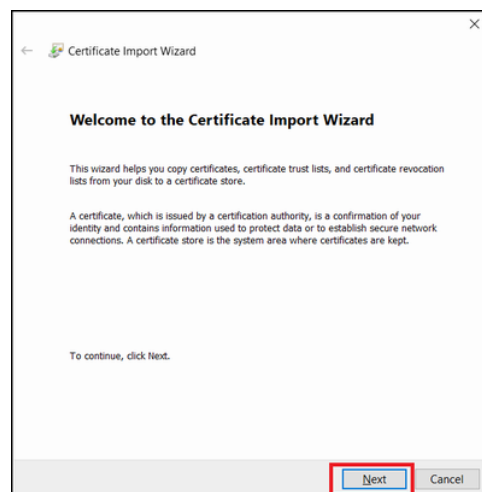 Certificate Import Wizard
Welcome to the Certificate Import Wizard
This wizard helps you copy certificates, certificate trust lists, and certificate revocation
lists from your disk to a certificate store.
A certificate, which is issued by a certification authority, is a confirmation of your
identity and contains information used to protect data or to establish secure network
connections. A certificate store is the system area where certificates are kept.
To continue, click Next.
Next Cancel